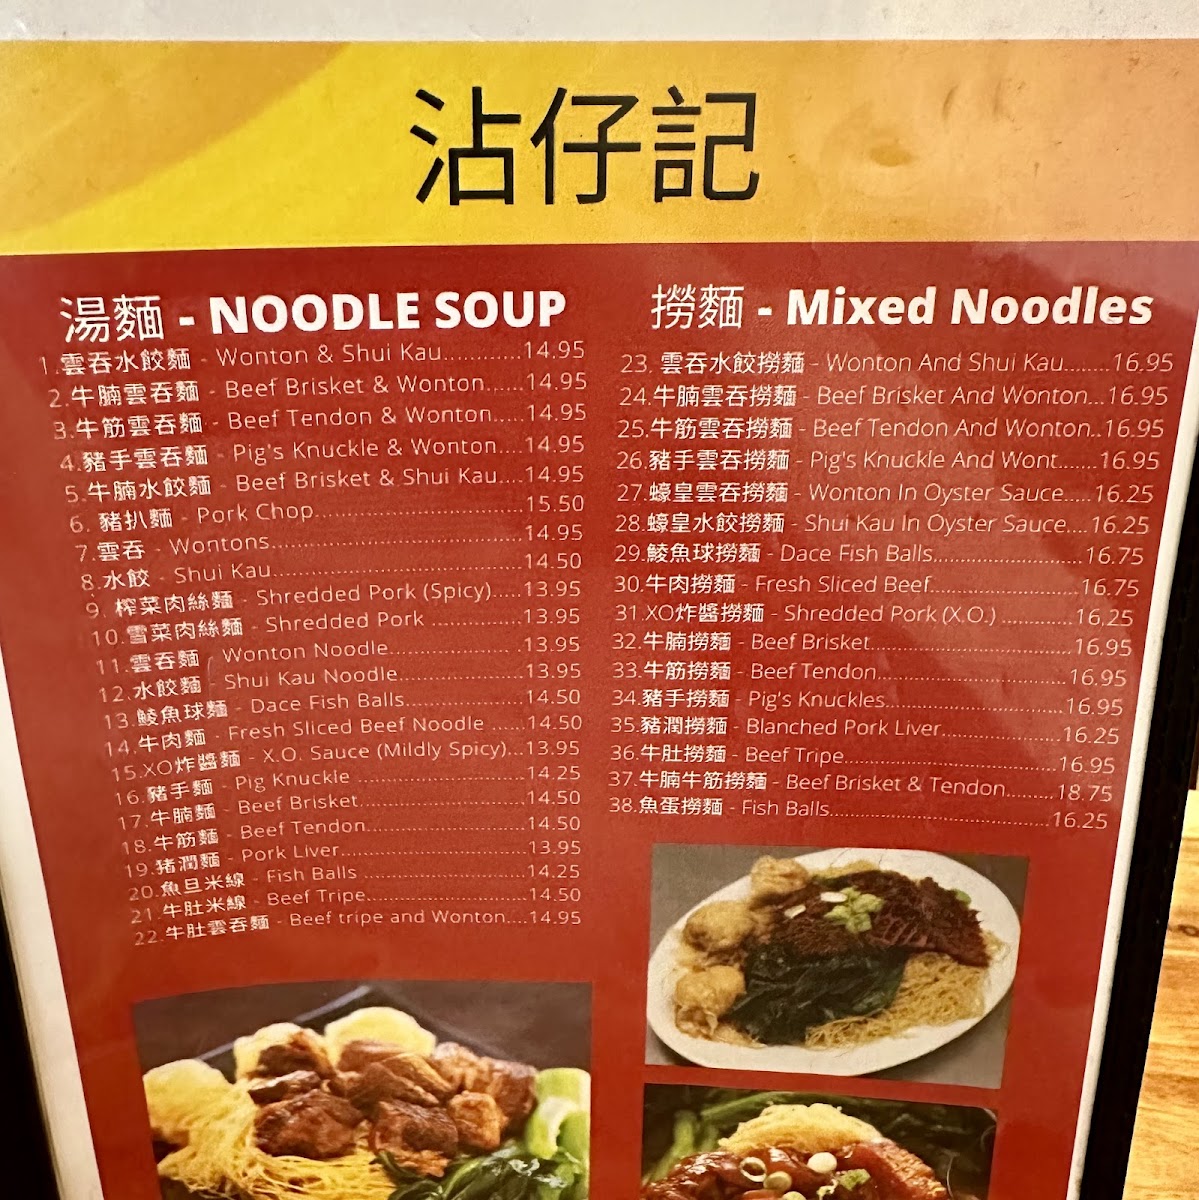 沾仔記
湯麵 - NOODLE SOUP
1.雲吞水餃麵 - Wonton & Shui Kau............14.95
2.牛腩雲吞麵 - Beef Brisket & Wonton......14.95
3.牛筋雲吞麵 - Beef Tendon & Wonton.....14.95
4.豬手雲吞麵 - Pig's Knuckle & Wonton....14.95
5.牛腩水餃麵 - Beef Brisket & Shui Kau....14.95
6. 豬扒麵 - Pork Chop................................15.50
7.雲吞 - Wontons......................................14.95
8.水餃 - Shui Kau......................................14.50
9. 榨菜肉絲麵 - Shredded Pork (Spicy).....13.95
10.雪菜肉絲麵 - Shredded Pork ..............13.95
11.雲吞麵 - Wonton Noodle.....................13.95
12.水餃麵 - Shui Kau Noodle...................13.95
13.鯪魚球麵 - Dace Fish Balls..................14.50
14.牛肉麵 - Fresh Sliced Beef Noodle ......14.50
15.XO炸醬麵 - X.O. Sauce (Mildly Spicy)...13.95
16.豬手麵 - Pig Knuckle ...........................14.25
17.牛腩麵 - Beef Brisket..........................14.50
18.牛筋麵 - Beef Tendon.........................14.50
19.猪潤麵 - Pork Liver..............................13.95
20.魚旦米線 - Fish Balls ..........................14.25
21.牛肚米線 - Beef Tripe.........................14.50
22.牛肚雲吞麵 - Beef tripe and Wonton....14.95
撈麵 - Mixed Noodles
23. 雲吞水餃撈麵 - Wonton And Shui Kau........16.95
24.牛腩雲吞撈麵 - Beef Brisket And Wonton...16.95
25.牛筋雲吞撈麵 - Beef Tendon And Wonton..16.95
26.豬手雲吞撈麵 - Pig's Knuckle And Wont.......16.95
27.蠔皇雲吞撈麵 - Wonton In Oyster Sauce.....16.25
28.蠔皇水餃撈麵 - Shui Kau In Oyster Sauce....16.25
29.鯪魚球撈麵 - Dace Fish Balls........................16.75
30.牛肉撈麵 - Fresh Sliced Beef........................16.75
31.XO炸醬撈麵 - Shredded Pork (X.O.) ............16.25
32.牛腩撈麵 - Beef Brisket................................16.95
33.牛筋撈麵 - Beef Tendon..............................16.95
34.豬手撈麵 - Pig's Knuckles............................16.95
35.豬潤撈麵 - Blanched Pork Liver...................16.25
36.牛肚撈麵 - Beef Tripe...................................16.95
37.牛腩牛筋撈麵 - Beef Brisket & Tendon.........18.75
38.魚蛋撈麵 - Fish Balls.....................................16.25